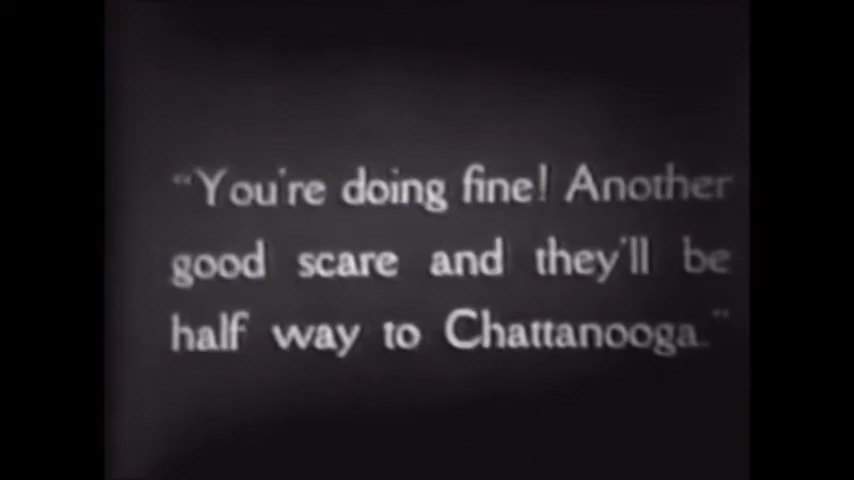 "You're doing fine! Another
good scare and they'll be
half way to Chattanooga."